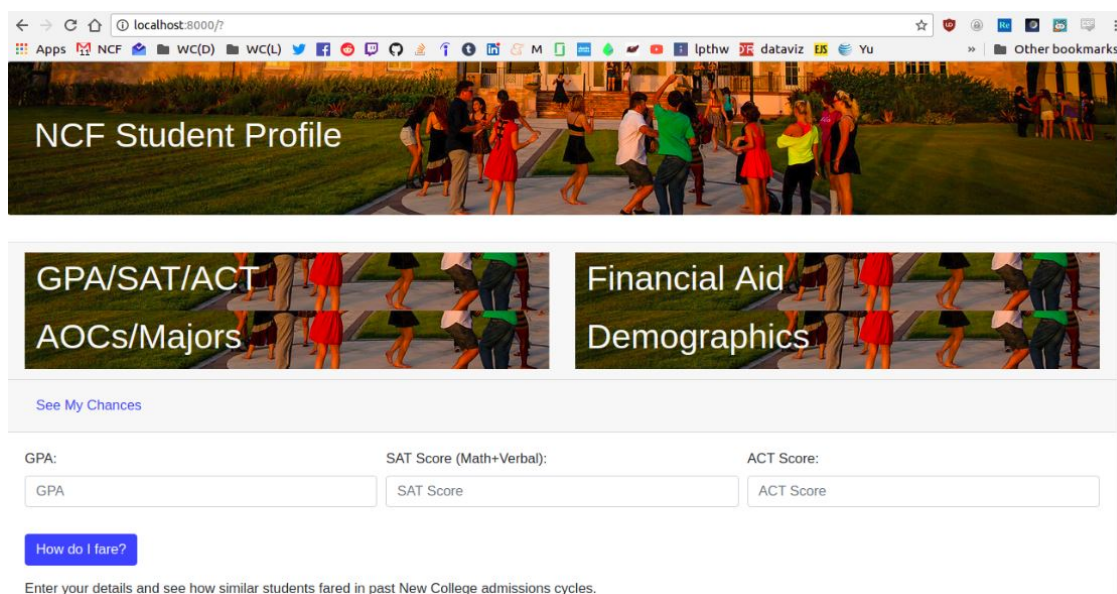 localhost:8000/?
Apps NCF WC(D) WC(L) M lpthw dataviz EJS Yu » Other bookmarks
NCF Student Profile
GPA/SAT/ACT Financial Aid
AOCs/Majors Demographics
See My Chances
GPA: SAT Score (Math+Verbal): ACT Score:
GPA SAT Score ACT Score
How do I fare?
Enter your details and see how similar students fared in past New College admissions cycles.